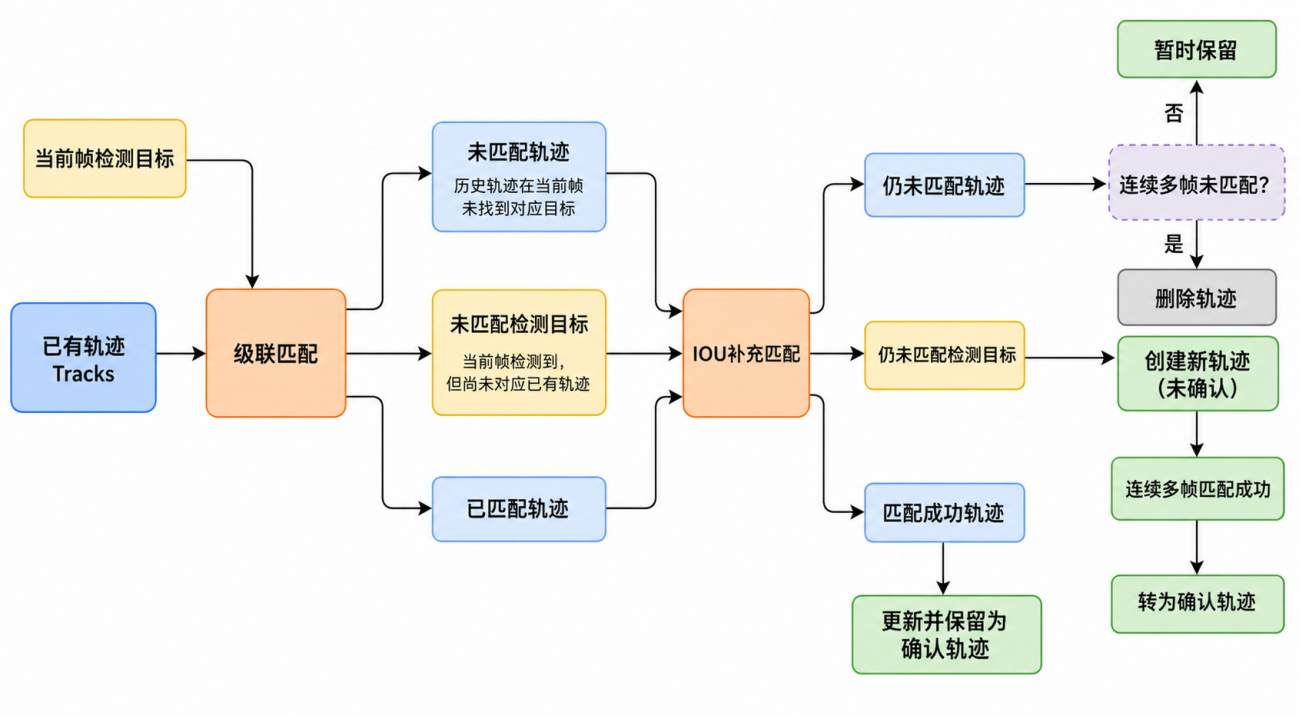 当前帧检测目标
已有轨迹
Tracks
级联匹配
未匹配轨迹
历史轨迹在当前帧
未找到对应目标
未匹配检测目标
当前帧检测到，
但尚未对应已有轨迹
已匹配轨迹
IOU补充匹配
仍未匹配轨迹
仍未匹配检测目标
匹配成功轨迹
更新并保留为
确认轨迹
暂时保留
否
连续多帧未匹配？
是
删除轨迹
创建新轨迹
（未确认）
连续多帧匹配成功
转为确认轨迹